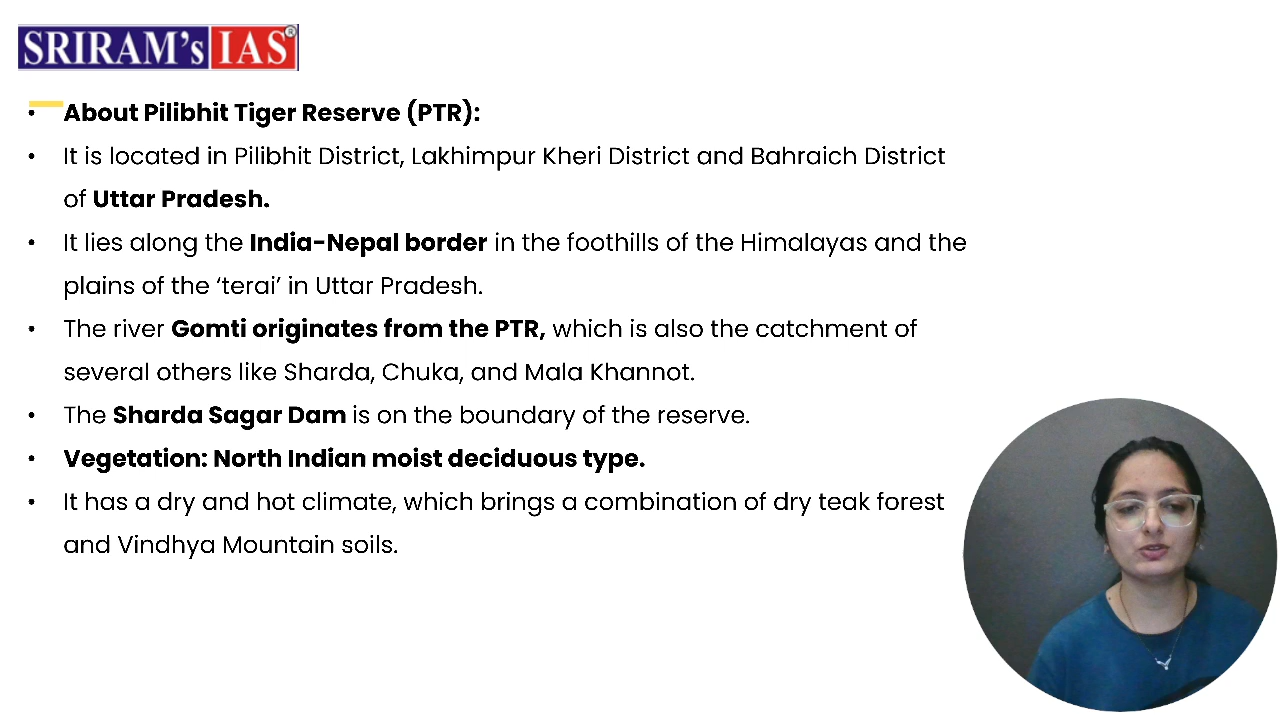 SRIRAM's IAS®
• About Pilibhit Tiger Reserve (PTR):
• It is located in Pilibhit District, Lakhimpur Kheri District and Bahraich District
of Uttar Pradesh.
• It lies along the India-Nepal border in the foothills of the Himalayas and the
plains of the ‘terai’ in Uttar Pradesh.
• The river Gomti originates from the PTR, which is also the catchment of
several others like Sharda, Chuka, and Mala Khannot.
• The Sharda Sagar Dam is on the boundary of the reserve.
• Vegetation: North Indian moist deciduous type.
• It has a dry and hot climate, which brings a combination of dry teak forest
and Vindhya Mountain soils.